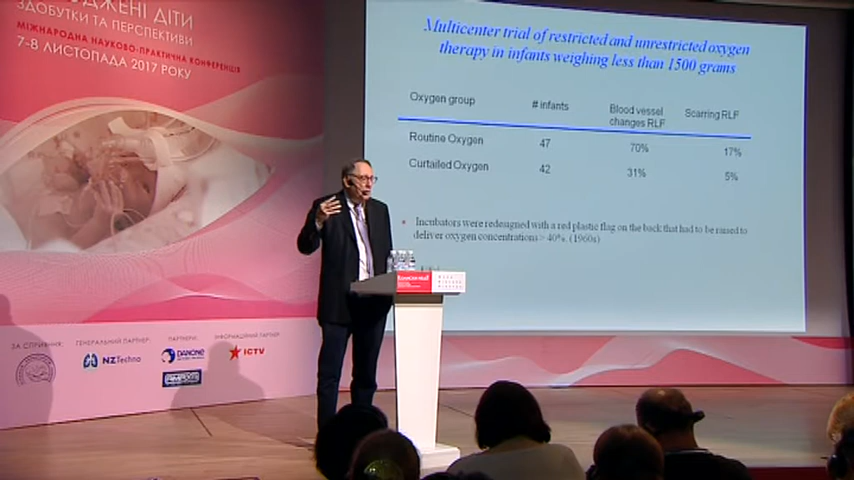 ДЖЕНІ ДІТИ
ЗДОБУТКИ ТА ПЕРСПЕКТИВИ
МІЖНАРОДНА НАУКОВО-ПРАКТИЧНА КОНФЕРЕНЦІЯ
7-8 ЛИСТОПАДА 2017 РОКУ
ЗА СПРИЯННЯ:
ГЕНЕРАЛЬНИЙ ПАРТНЕР:
NZTechno
ПАРТНЕРИ:
DANONE
ІНФОРМАЦІЙНИЙ ПАРТНЕР:
ICTV
Multicenter trial of restricted and unrestricted oxygen
therapy in infants weighing less than 1500 grams
Oxygen group # infants Blood vessel changes RLF Scarring RLF
Routine Oxygen 47 70% 17%
Curtailed Oxygen 42 31% 5%
Incubators were redesigned with a red plastic flag on the back that had to be raised to
deliver oxygen concentrations > 40%. (1960s)